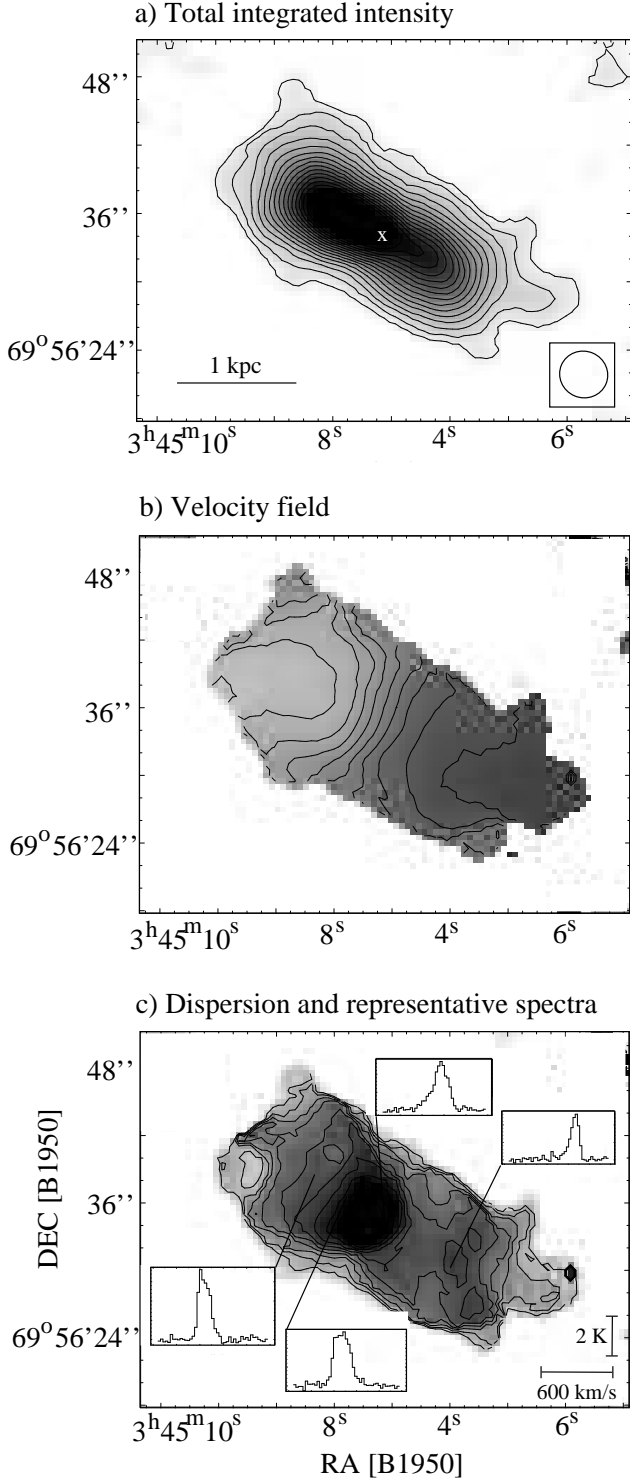 a) Total integrated intensity
48’’
36’’
x
69° 56’24’’
1 kpc
3ʰ45ᵐ10ˢ 8ˢ 4ˢ 6ˢ
b) Velocity field
48’’
36’’
69° 56’24’’
3ʰ45ᵐ10ˢ 8ˢ 4ˢ 6ˢ
c) Dispersion and representative spectra
48’’
36’’
DEC [B1950]
69° 56’24’’
2 K
600 km/s
3ʰ45ᵐ10ˢ 8ˢ 4ˢ 6ˢ
RA [B1950]